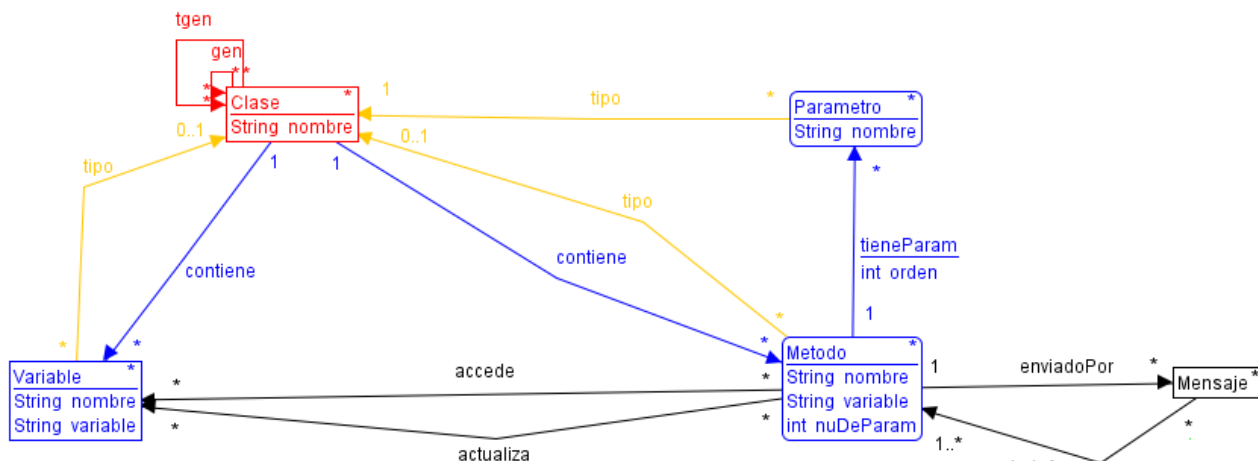 tgen
gen
* *
*
*
Clase *
String nombre
1
tipo
*
Parametro *
String nombre
0..1
0..1
tipo
1
1
*
tipo
tieneParam
int orden
contiene
contiene
1
*
*
*
*
Variable *
String nombre
String variable
*
accede
*
Metodo *
String nombre
String variable
int nuDeParam
1
enviadoPor
*
Mensaje *
*
actualiza
*
1..*
*